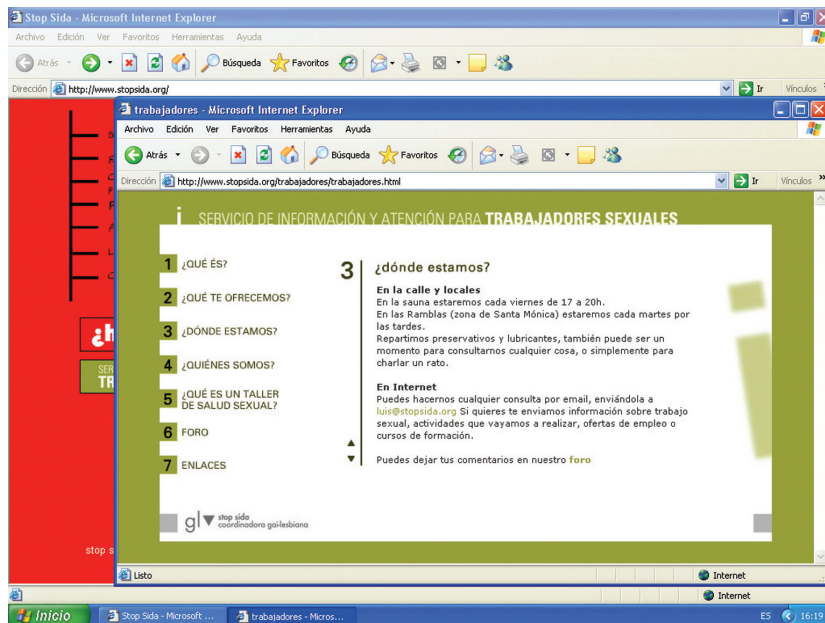 Stop Sida - Microsoft Internet Explorer
Archivo Edición Ver Favoritos Herramientas Ayuda
Atrás Búsqueda Favoritos
Dirección http://www.stopsida.org/ Ir Vínculos
trabajadores - Microsoft Internet Explorer
Archivo Edición Ver Favoritos Herramientas Ayuda
Atrás Búsqueda Favoritos
Dirección http://www.stopsida.org/trabajadores/trabajadores.html Ir Vínculos »
i SERVICIO DE INFORMACIÓN Y ATENCIÓN PARA TRABAJADORES SEXUALES
1 ¿QUÉ ÉS?
2 ¿QUÉ TE OFRECEMOS?
3 ¿DÓNDE ESTAMOS?
4 ¿QUIÉNES SOMOS?
5 ¿QUÉ ES UN TALLER
DE SALUD SEXUAL?
6 FORO
7 ENLACES
3 ¿dónde estamos?
En la calle y locales
En la sauna estaremos cada viernes de 17 a 20h.
En las Ramblas (zona de Santa Mónica) estaremos cada martes por
las tardes.
Repartimos preservativos y lubricantes, también puede ser un
momento para consultarnos cualquier cosa, o simplemente para
charlar un rato.
En Internet
Puedes hacernos cualquier consulta por email, enviándola a
luis@stopsida.org Si quieres te enviamos información sobre trabajo
sexual, actividades que vayamos a realizar, ofertas de empleo o
cursos de formación.
Puedes dejar tus comentarios en nuestro foro
¿h
SER
TR
gl stop sida
coordinadora gai-lesbiana
stop s
Listo Internet
Internet
Inicio Stop Sida - Microsoft ... trabajadores - Micros... ES 16:19